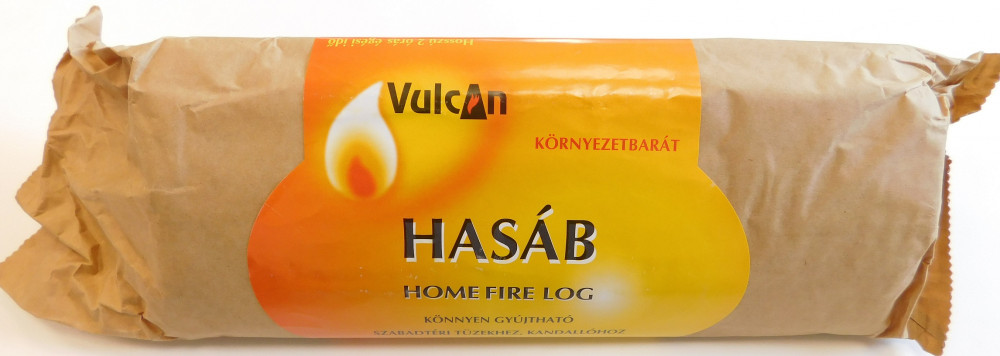 Hosszú 2 órás égési idő
Vulcan
KÖRNYEZETBARÁT
HASÁB
HOME FIRE LOG
KÖNNYEN GYÚJTHATÓ
SZABADTÉRI TÜZEKHEZ, KANDALLÓHOZ